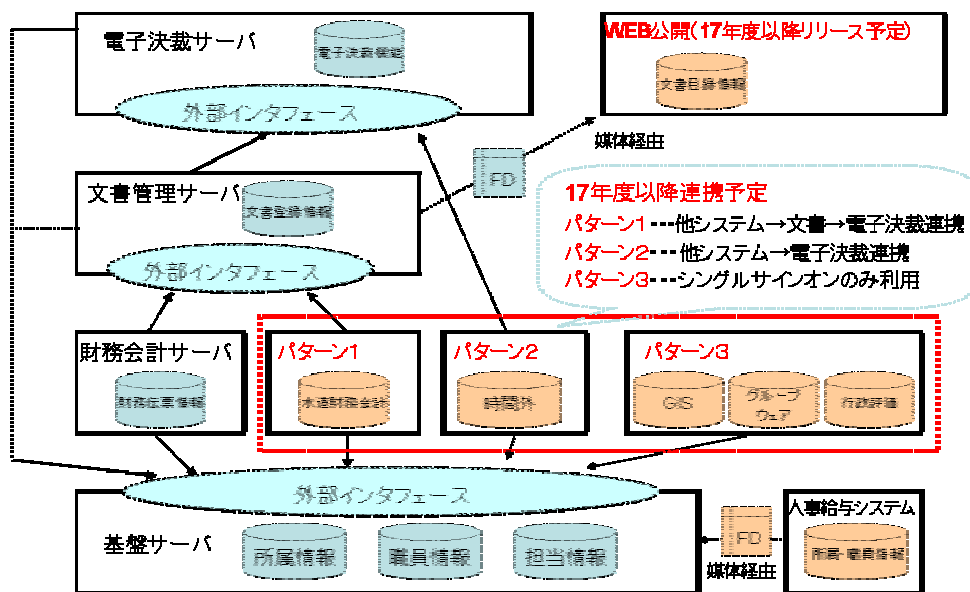 電子決裁サーバ
電子決裁機能
外部インタフェース
WEB公開（17年度以降リリース予定）
文書登録情報
媒体経由
FD
文書管理サーバ
文書登録情報
外部インタフェース
17年度以降連携予定
パターン1・・・他システム→文書→電子決裁連携
パターン2・・・他システム→電子決裁連携
パターン3・・・シングルサインオンのみ利用
財務会計サーバ
財務伝票情報
パターン1
水道財務会計
パターン2
時間外
パターン3
GIS
グループ
ウェア
行政評価
外部インタフェース
基盤サーバ
所属情報
職員情報
担当情報
FD
媒体経由
人事給与システム
所属・職員情報